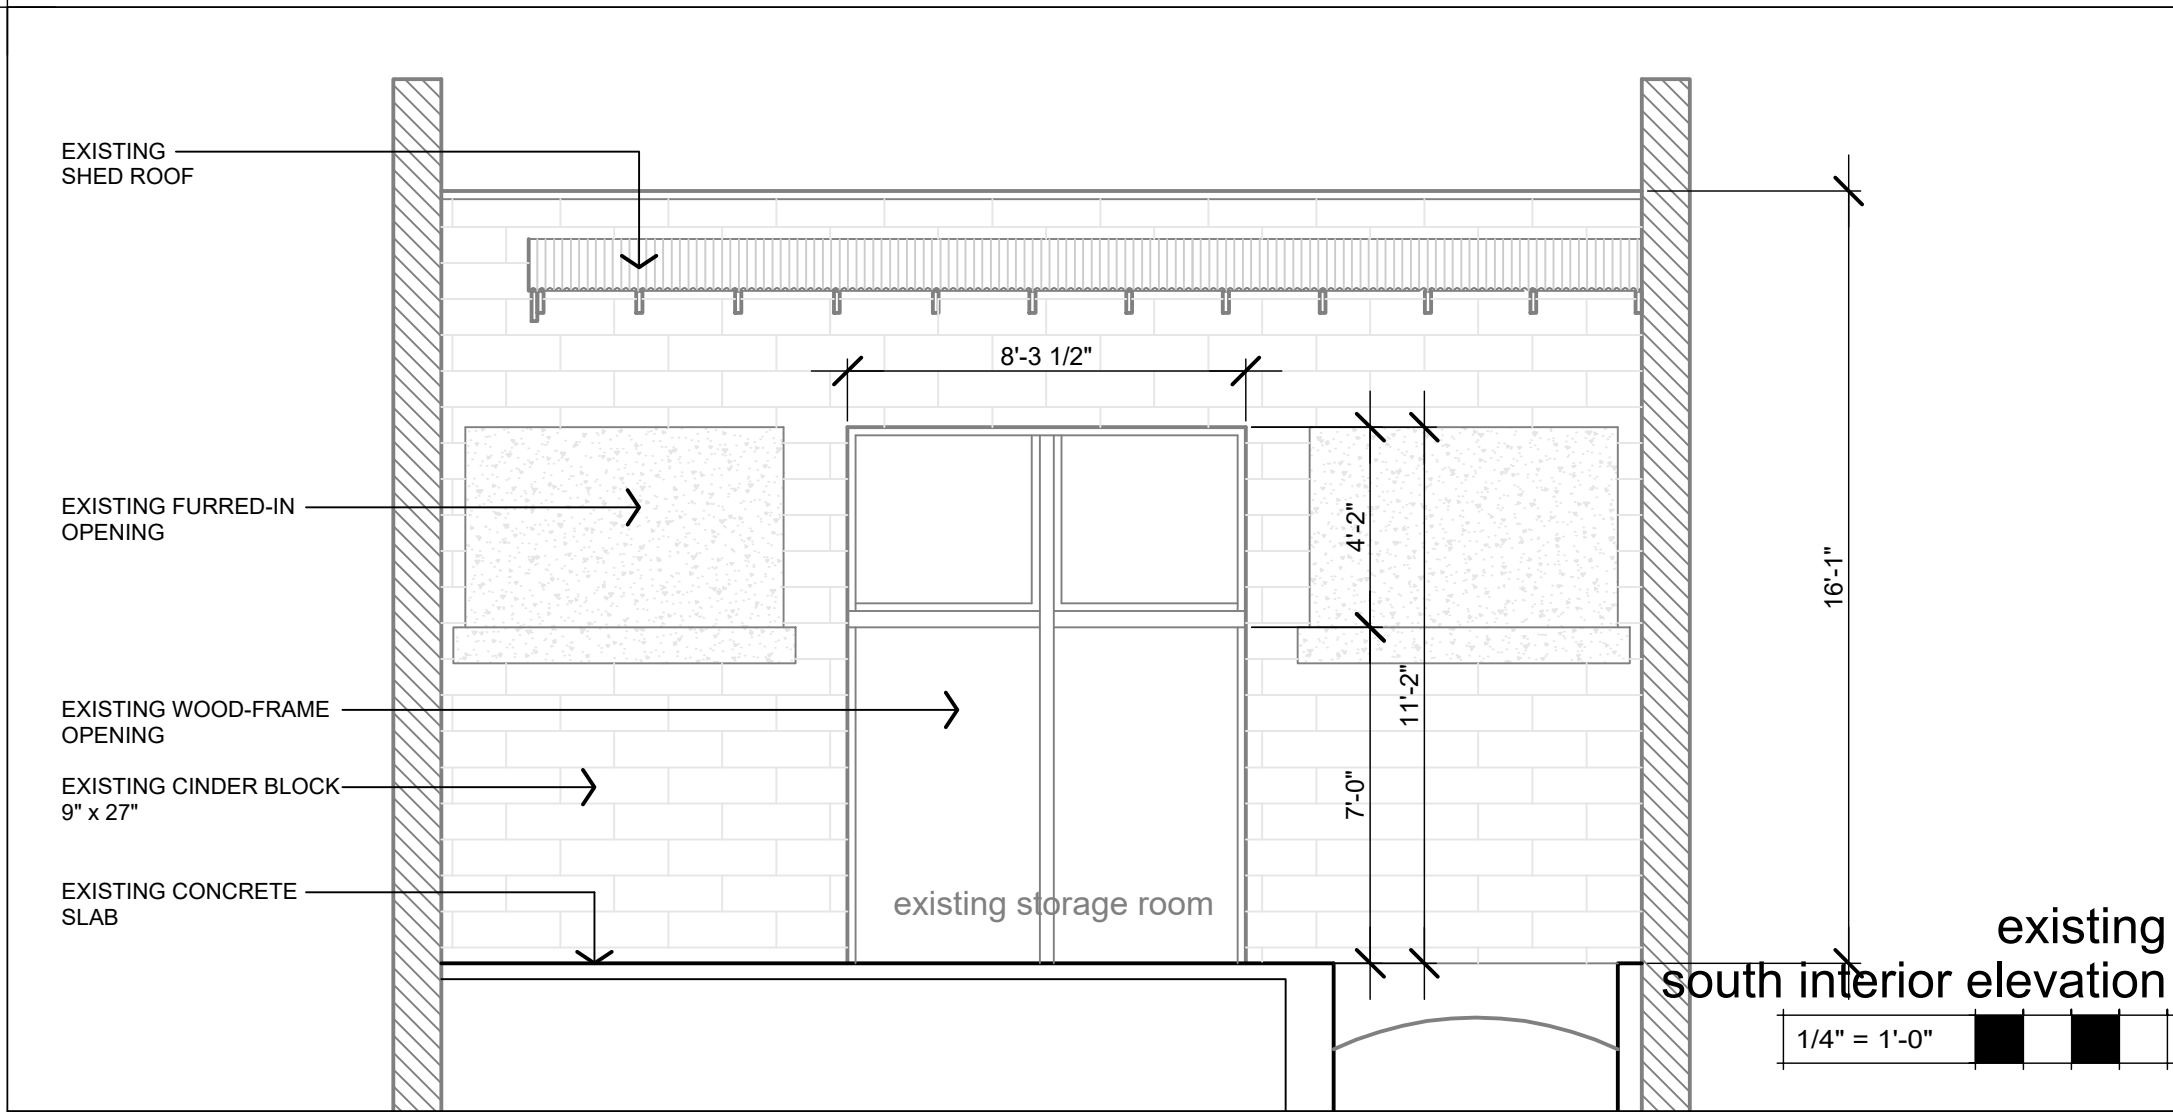 EXISTING
SHED ROOF
8'-3 1/2"
EXISTING FURRED-IN
OPENING
4'-2"
16'-1"
11'-2"
EXISTING WOOD-FRAME
OPENING
7'-0"
EXISTING CINDER BLOCK
9" x 27"
EXISTING CONCRETE
SLAB
existing storage room
existing
south interior elevation
1/4" = 1'-0"